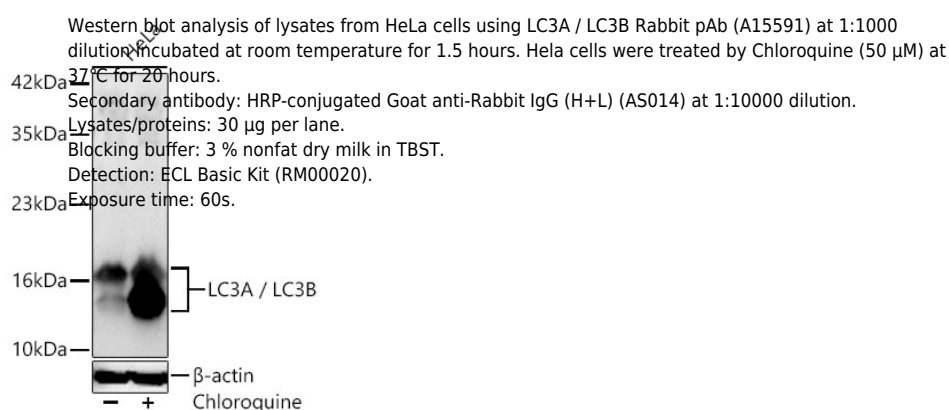 Western blot analysis of lysates from HeLa cells using LC3A / LC3B Rabbit pAb (A15591) at 1:1000
dilution incubated at room temperature for 1.5 hours. Hela cells were treated by Chloroquine (50 μM) at
37°C for 20 hours.
Secondary antibody: HRP-conjugated Goat anti-Rabbit IgG (H+L) (AS014) at 1:10000 dilution.
Lysates/proteins: 30 μg per lane.
Blocking buffer: 3 % nonfat dry milk in TBST.
Detection: ECL Basic Kit (RM00020).
Exposure time: 60s.
HeLa
42kDa
35kDa
23kDa
16kDa
LC3A / LC3B
10kDa
β-actin
− + Chloroquine